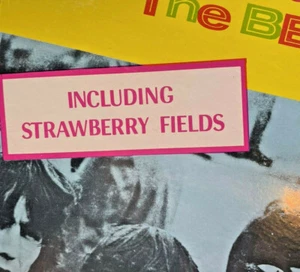 The BE
INCLUDING
STRAWBERRY FIELDS